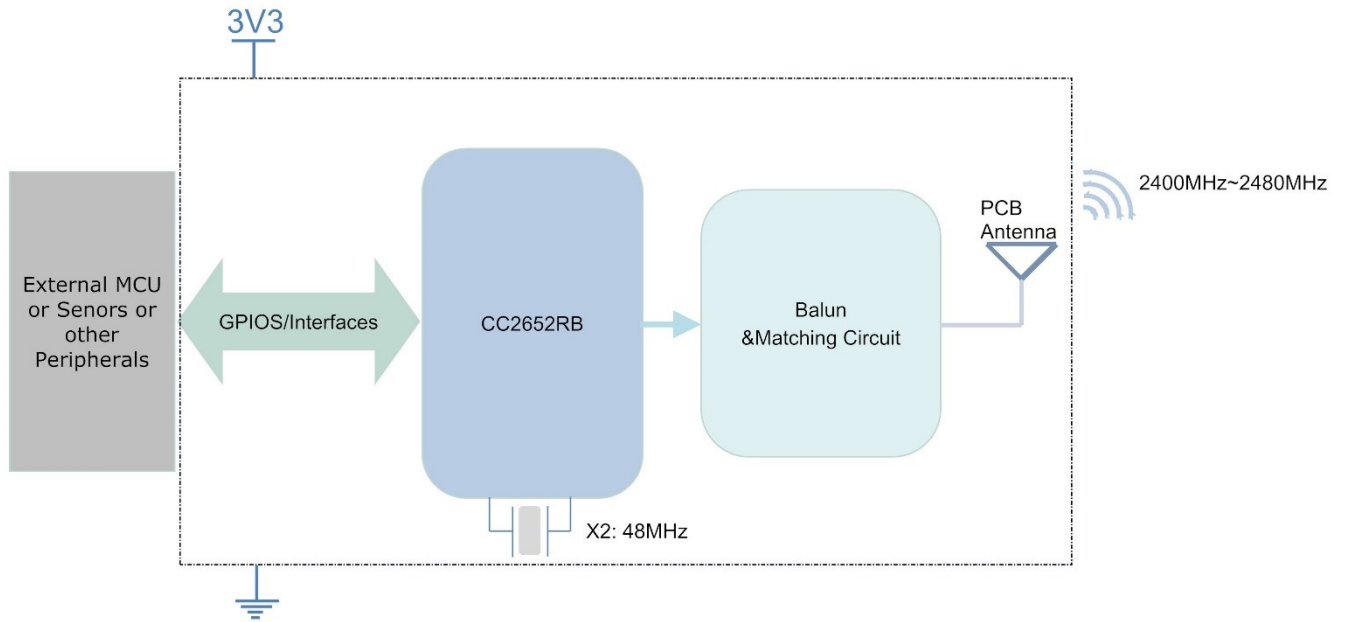 3V3
External MCU
or Senors or
other
Peripherals
GPIOS/Interfaces
CC2652RB
X2: 48MHz
Balun
&Matching Circuit
PCB
Antenna
2400MHz~2480MHz